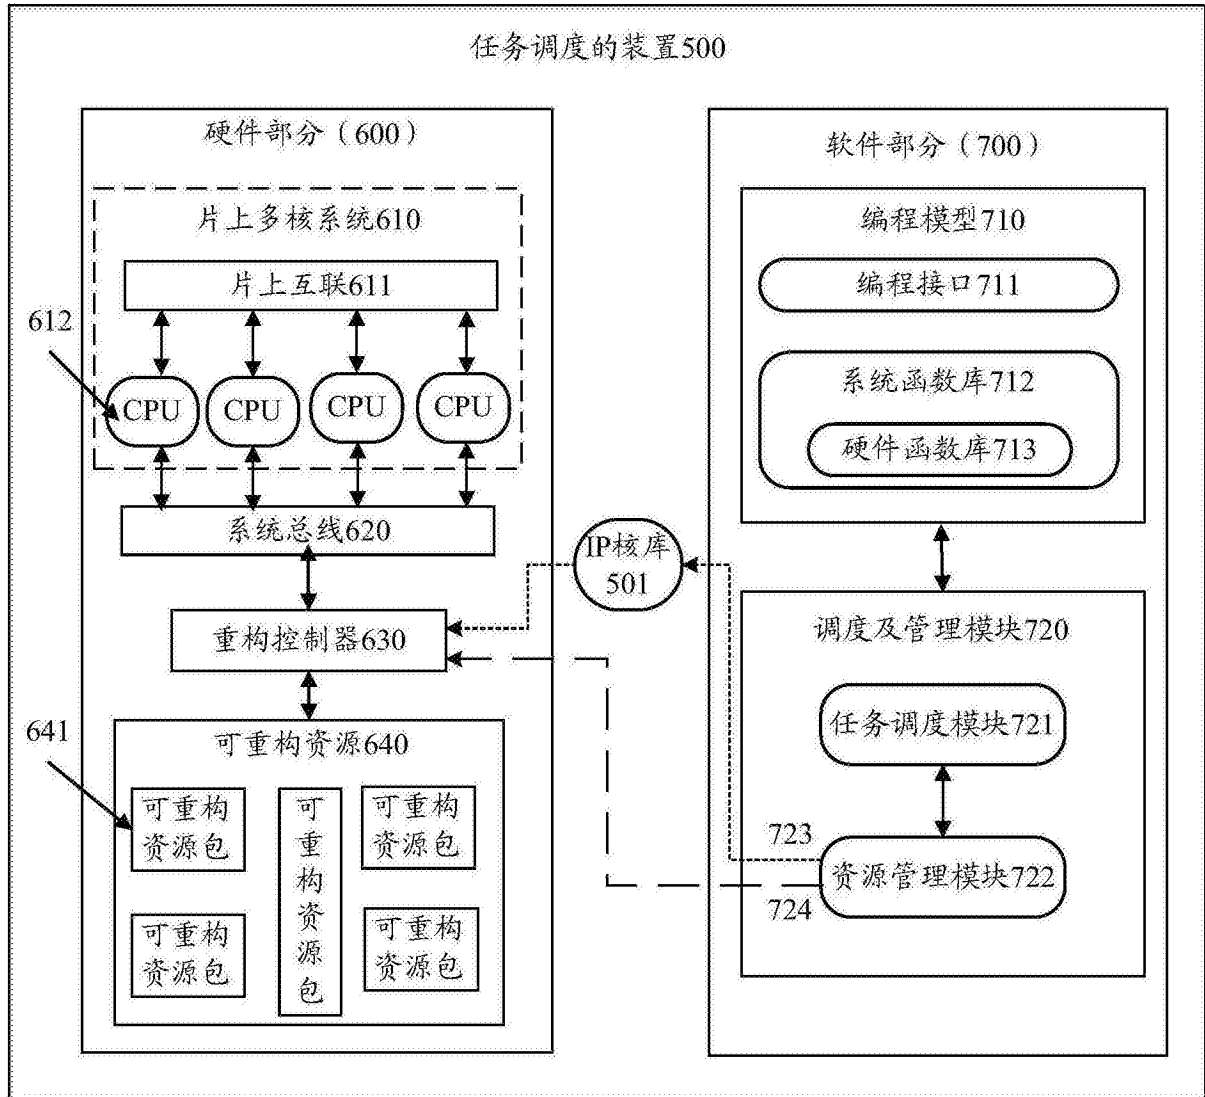 任务调度的装置500
硬件部分（600）
片上多核系统610
片上互联611
612
CPU
CPU
CPU
CPU
系统总线620
重构控制器630
641
可重构资源640
可重构
资源包
可重构资源包
可重构
资源包
可重构
资源包
可重构
资源包
IP核库
501
软件部分（700）
编程模型710
编程接口711
系统函数库712
硬件函数库713
调度及管理模块720
任务调度模块721
723
资源管理模块722
724